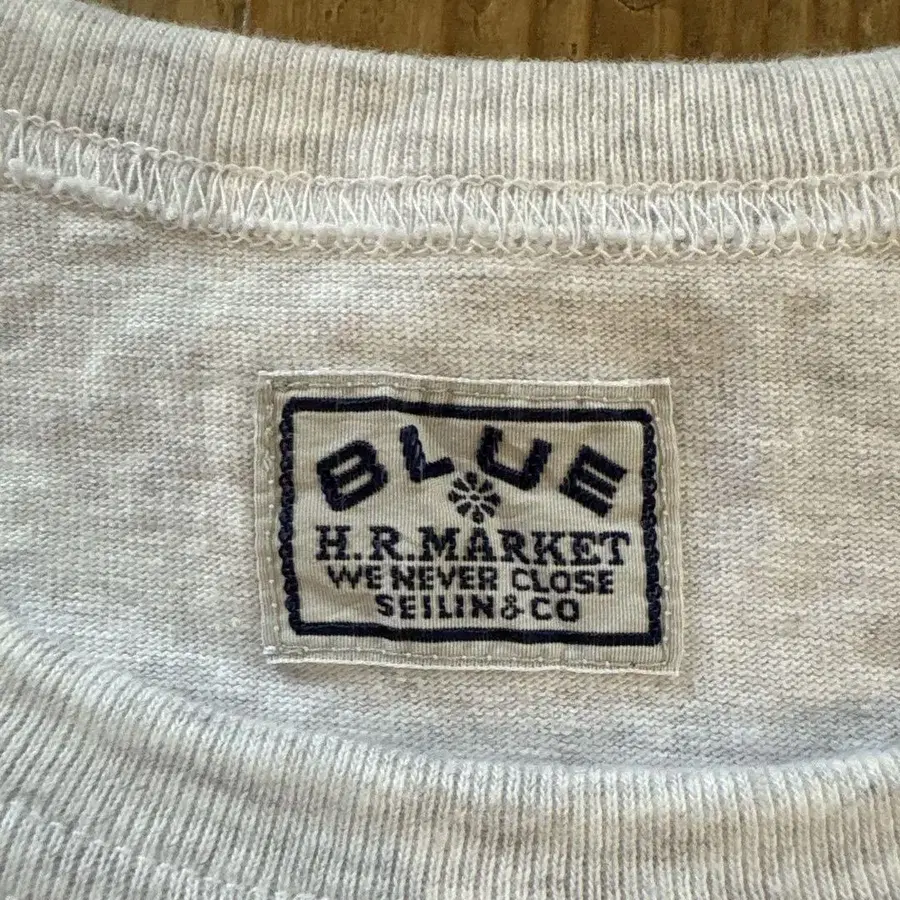 BLUE
H.R.MARKET
WE NEVER CLOSE
SEILIN&CO